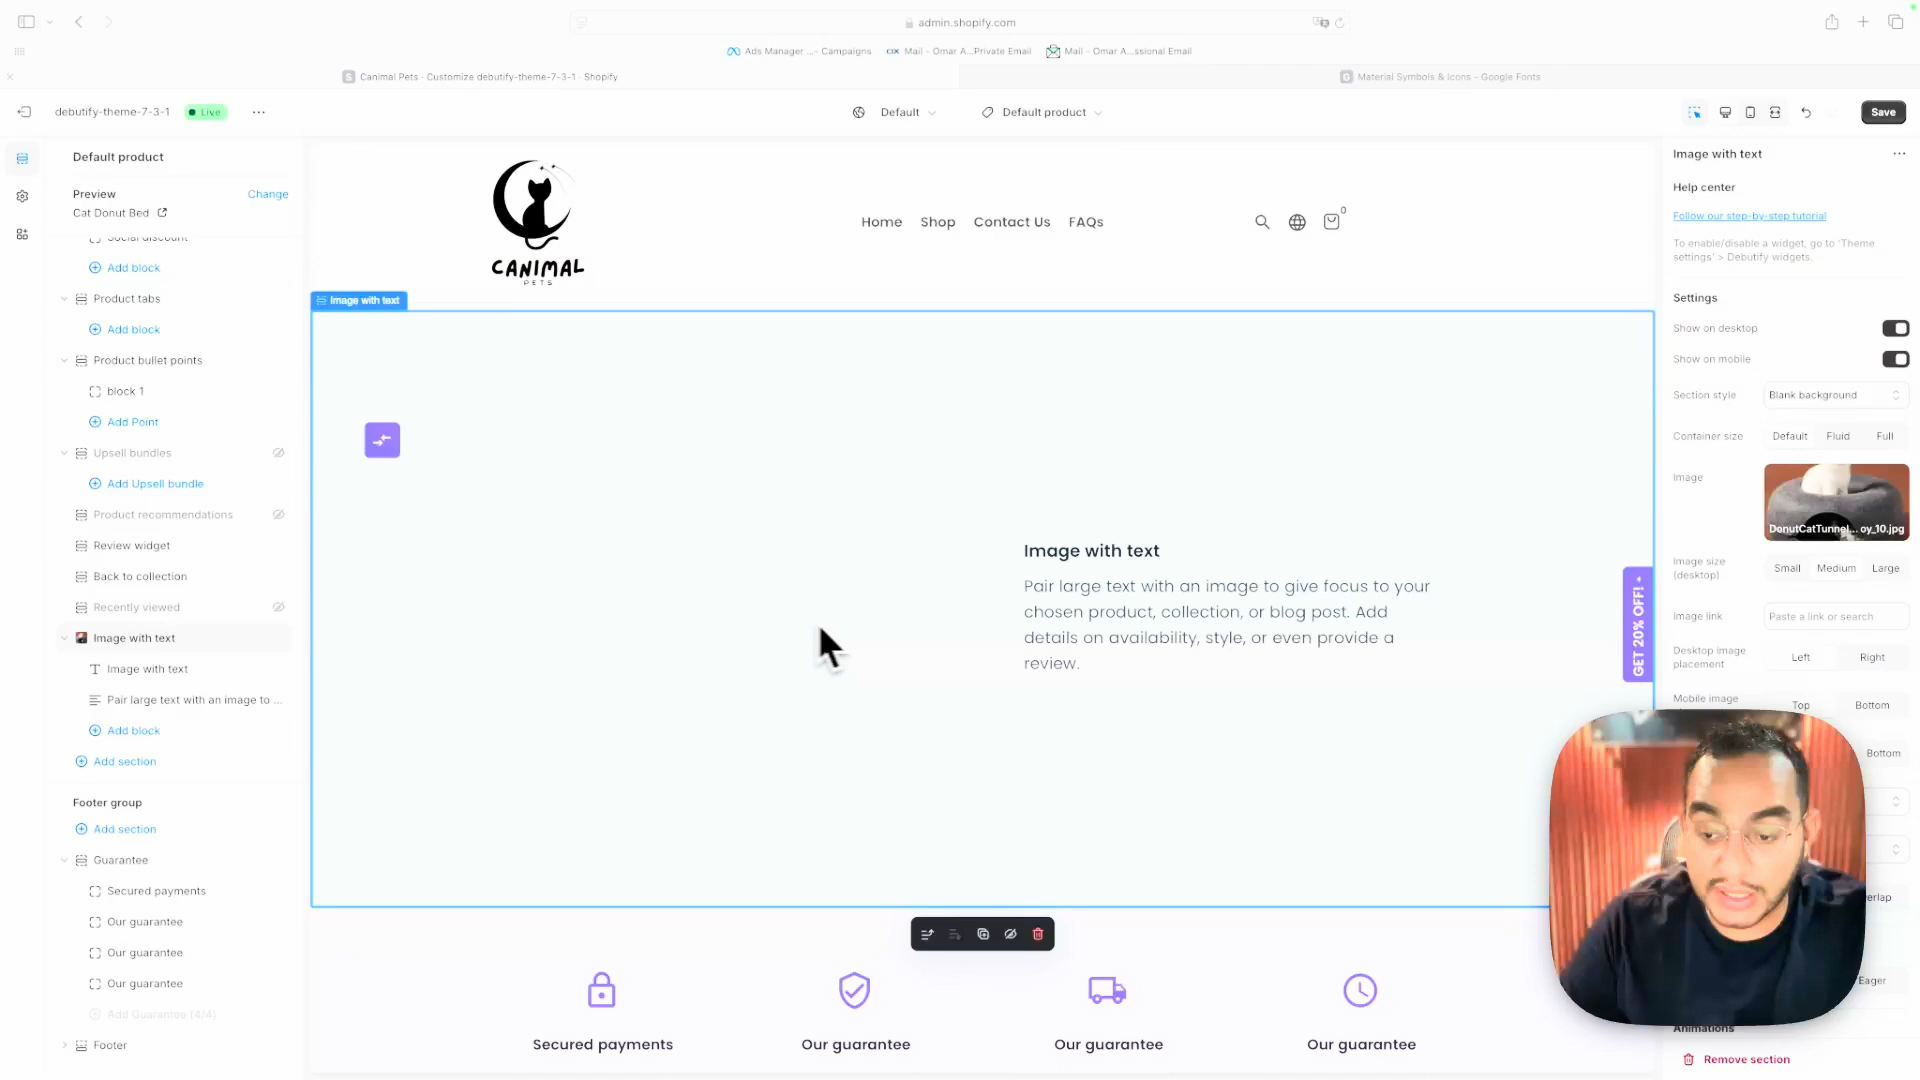 admin.shopify.com
Ads Manager ...- Campaigns
Mail - Omar A...Private Email
Mail - Omar A...ssional Email
Canimal Pets · Customize debutify-theme-7-3-1 · Shopify
Material Symbols & Icons - Google Fonts
debutify-theme-7-3-1
Live
Default
Default product
Save
Default product
Preview
Change
Cat Donut Bed
Social discount
Add block
Product tabs
Add block
Product bullet points
block 1
Add Point
Upsell bundles
Add Upsell bundle
Product recommendations
Review widget
Back to collection
Recently viewed
Image with text
Image with text
Pair large text with an image to ...
Add block
Add section
Footer group
Add section
Guarantee
Secured payments
Our guarantee
Our guarantee
Our guarantee
Add Guarantee (4/4)
Footer
CANIMAL
PETS
Home
Shop
Contact Us
FAQs
0
Image with text
Image with text
Pair large text with an image to give focus to your
chosen product, collection, or blog post. Add
details on availability, style, or even provide a
review.
GET 20% OFF!
Secured payments
Our guarantee
Our guarantee
Our guarantee
Image with text
Help center
Follow our step-by-step tutorial
To enable/disable a widget, go to 'Theme
settings' > Debutify widgets.
Settings
Show on desktop
Show on mobile
Section style
Blank background
Container size
Default
Fluid
Full
Image
DonutCatTunnel... oy_10.jpg
Image size
(desktop)
Small
Medium
Large
Image link
Paste a link or search
Desktop image
placement
Left
Right
Mobile image
Top
Bottom
Bottom
Eager
Animations
Remove section